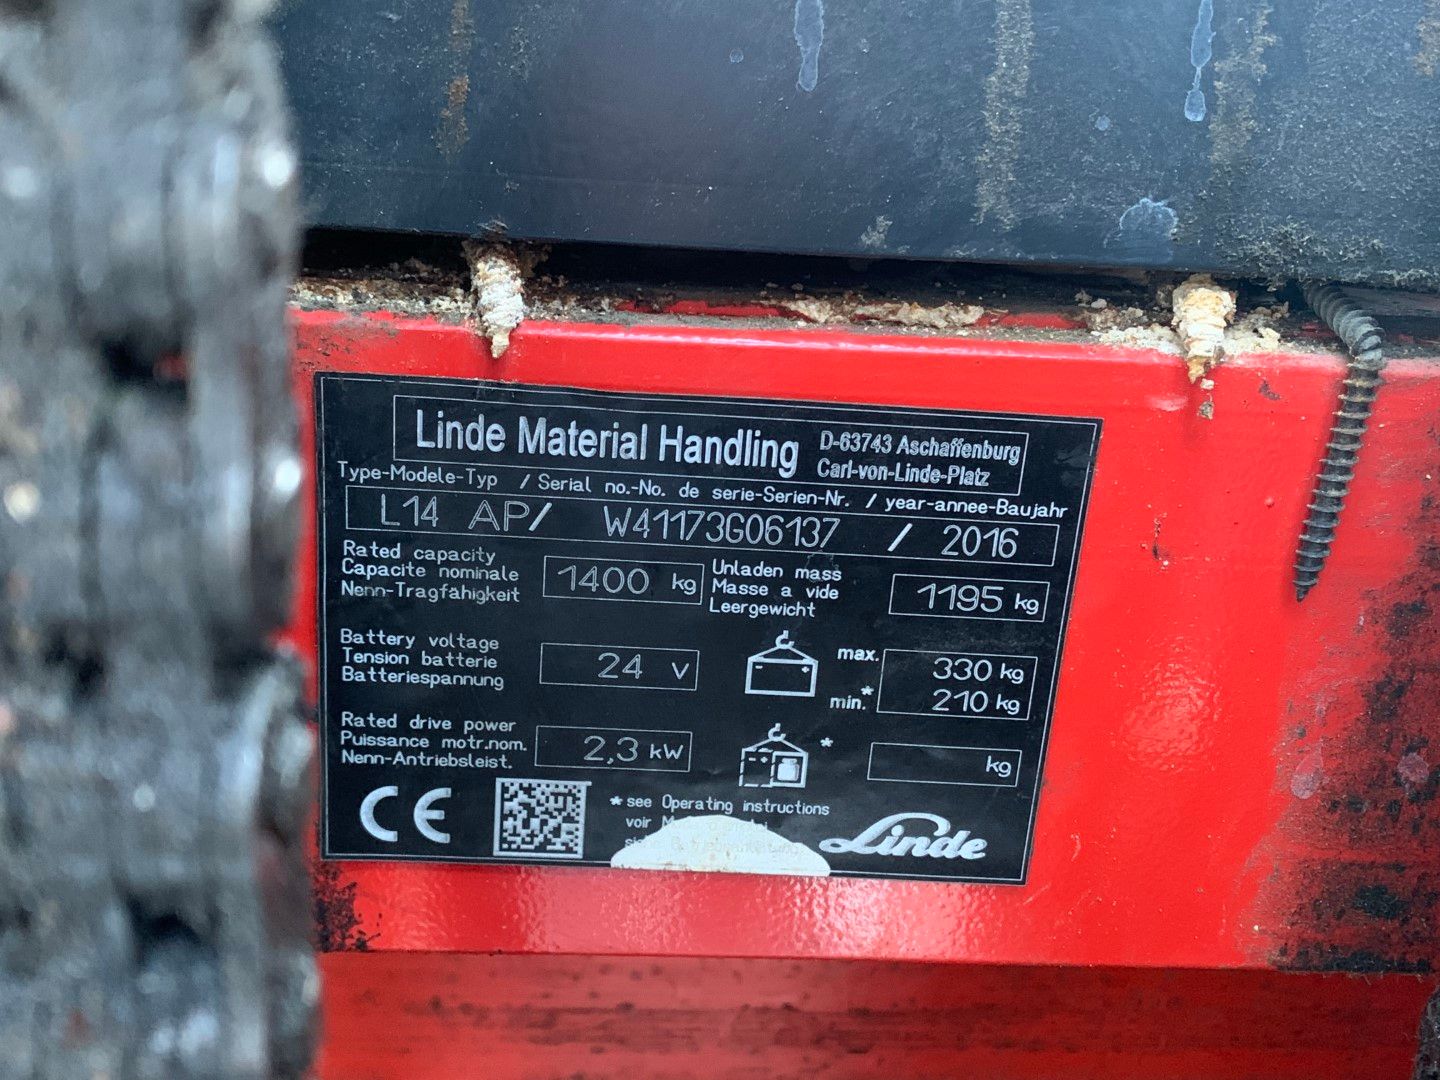 Linde Material Handling
D-63743 Aschaffenburg
Carl-von-Linde-Platz
Type-Modele-Typ / Serial no.-No. de serie-Serien-Nr. / year-annee-Baujahr
L14 AP/ W41173G06137 / 2016
Rated capacity
Capacite nominale
Nenn-Tragfähigkeit
1400 kg
Unladen mass
Masse a vide
Leergewicht
1195 kg
Battery voltage
Tension batterie
Batteriespannung
24 V
- +
max. 330 kg
min.* 210 kg
Rated drive power
Puissance motr.nom.
Nenn-Antriebsleist.
2,3 kW
*
kg
CE
* see Operating instructions
voir
Linde